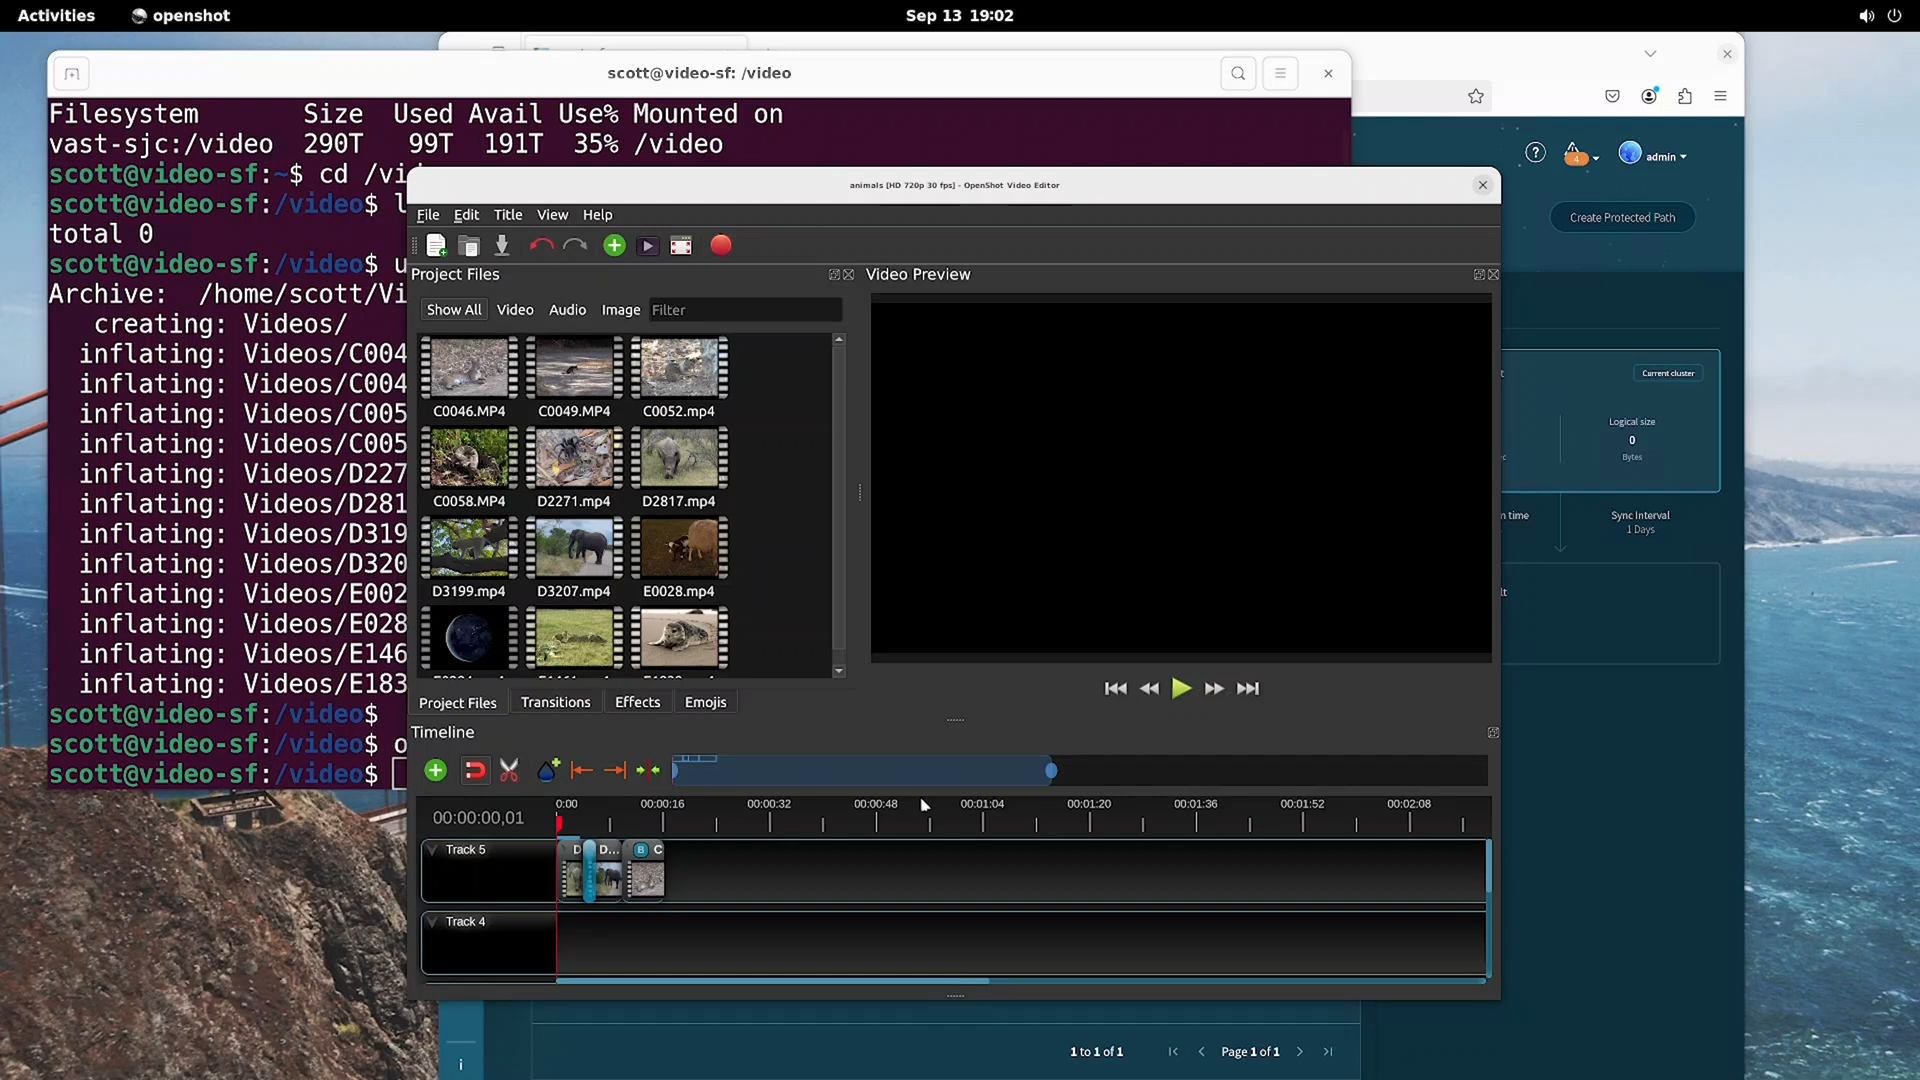 Activities
openshot
Sep 13 19:02
scott@video-sf: /video
Filesystem Size Used Avail Use% Mounted on
vast-sjc:/video 290T 99T 191T 35% /video
scott@video-sf:~$ cd /vi
scott@video-sf:/video$ l
total 0
scott@video-sf:/video$ u
Archive: /home/scott/Vi
creating: Videos/
inflating: Videos/C004
inflating: Videos/C004
inflating: Videos/C005
inflating: Videos/C005
inflating: Videos/D227
inflating: Videos/D281
inflating: Videos/D319
inflating: Videos/D320
inflating: Videos/E002
inflating: Videos/E028
inflating: Videos/E146
inflating: Videos/E183
scott@video-sf:/video$
scott@video-sf:/video$ o
scott@video-sf:/video$
animals [HD 720p 30 fps] - OpenShot Video Editor
File Edit Title View Help
Project Files
Video Preview
Show All Video Audio Image Filter
C0046.MP4 C0049.MP4 C0052.mp4
C0058.MP4 D2271.mp4 D2817.mp4
D3199.mp4 D3207.mp4 E0028.mp4
Project Files Transitions Effects Emojis
Timeline
00:00:00,01
0:00 00:00:16 00:00:32 00:00:48 00:01:04 00:01:20 00:01:36 00:01:52 00:02:08
Track 5
D D... B C
Track 4
4
admin
Create Protected Path
Current cluster
Logical size
0
Bytes
n time
Sync Interval
1 Days
1 to 1 of 1
Page 1 of 1